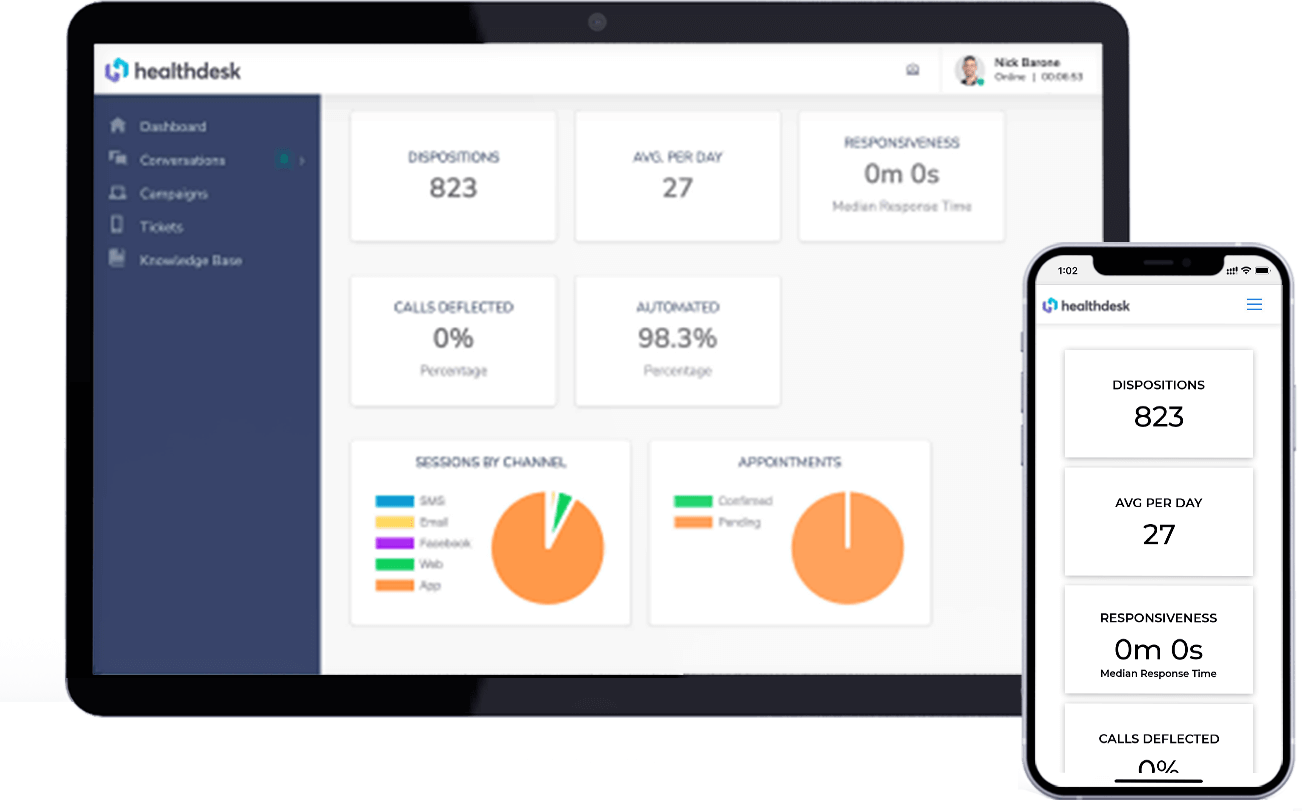 healthdesk
Nick Barone
Online | 00:06:53
Dashboard
Conversations
Campaigns
Tickets
Knowledge Base
DISPOSITIONS
823
AVG. PER DAY
27
RESPONSIVENESS
0m 0s
Median Response Time
CALLS DEFLECTED
0%
Percentage
AUTOMATED
98.3%
Percentage
SESSIONS BY CHANNEL
SMS
Email
Facebook
Web
App
APPOINTMENTS
Confirmed
Pending
1:02
healthdesk
DISPOSITIONS
823
AVG PER DAY
27
RESPONSIVENESS
0m 0s
Median Response Time
CALLS DEFLECTED
0%